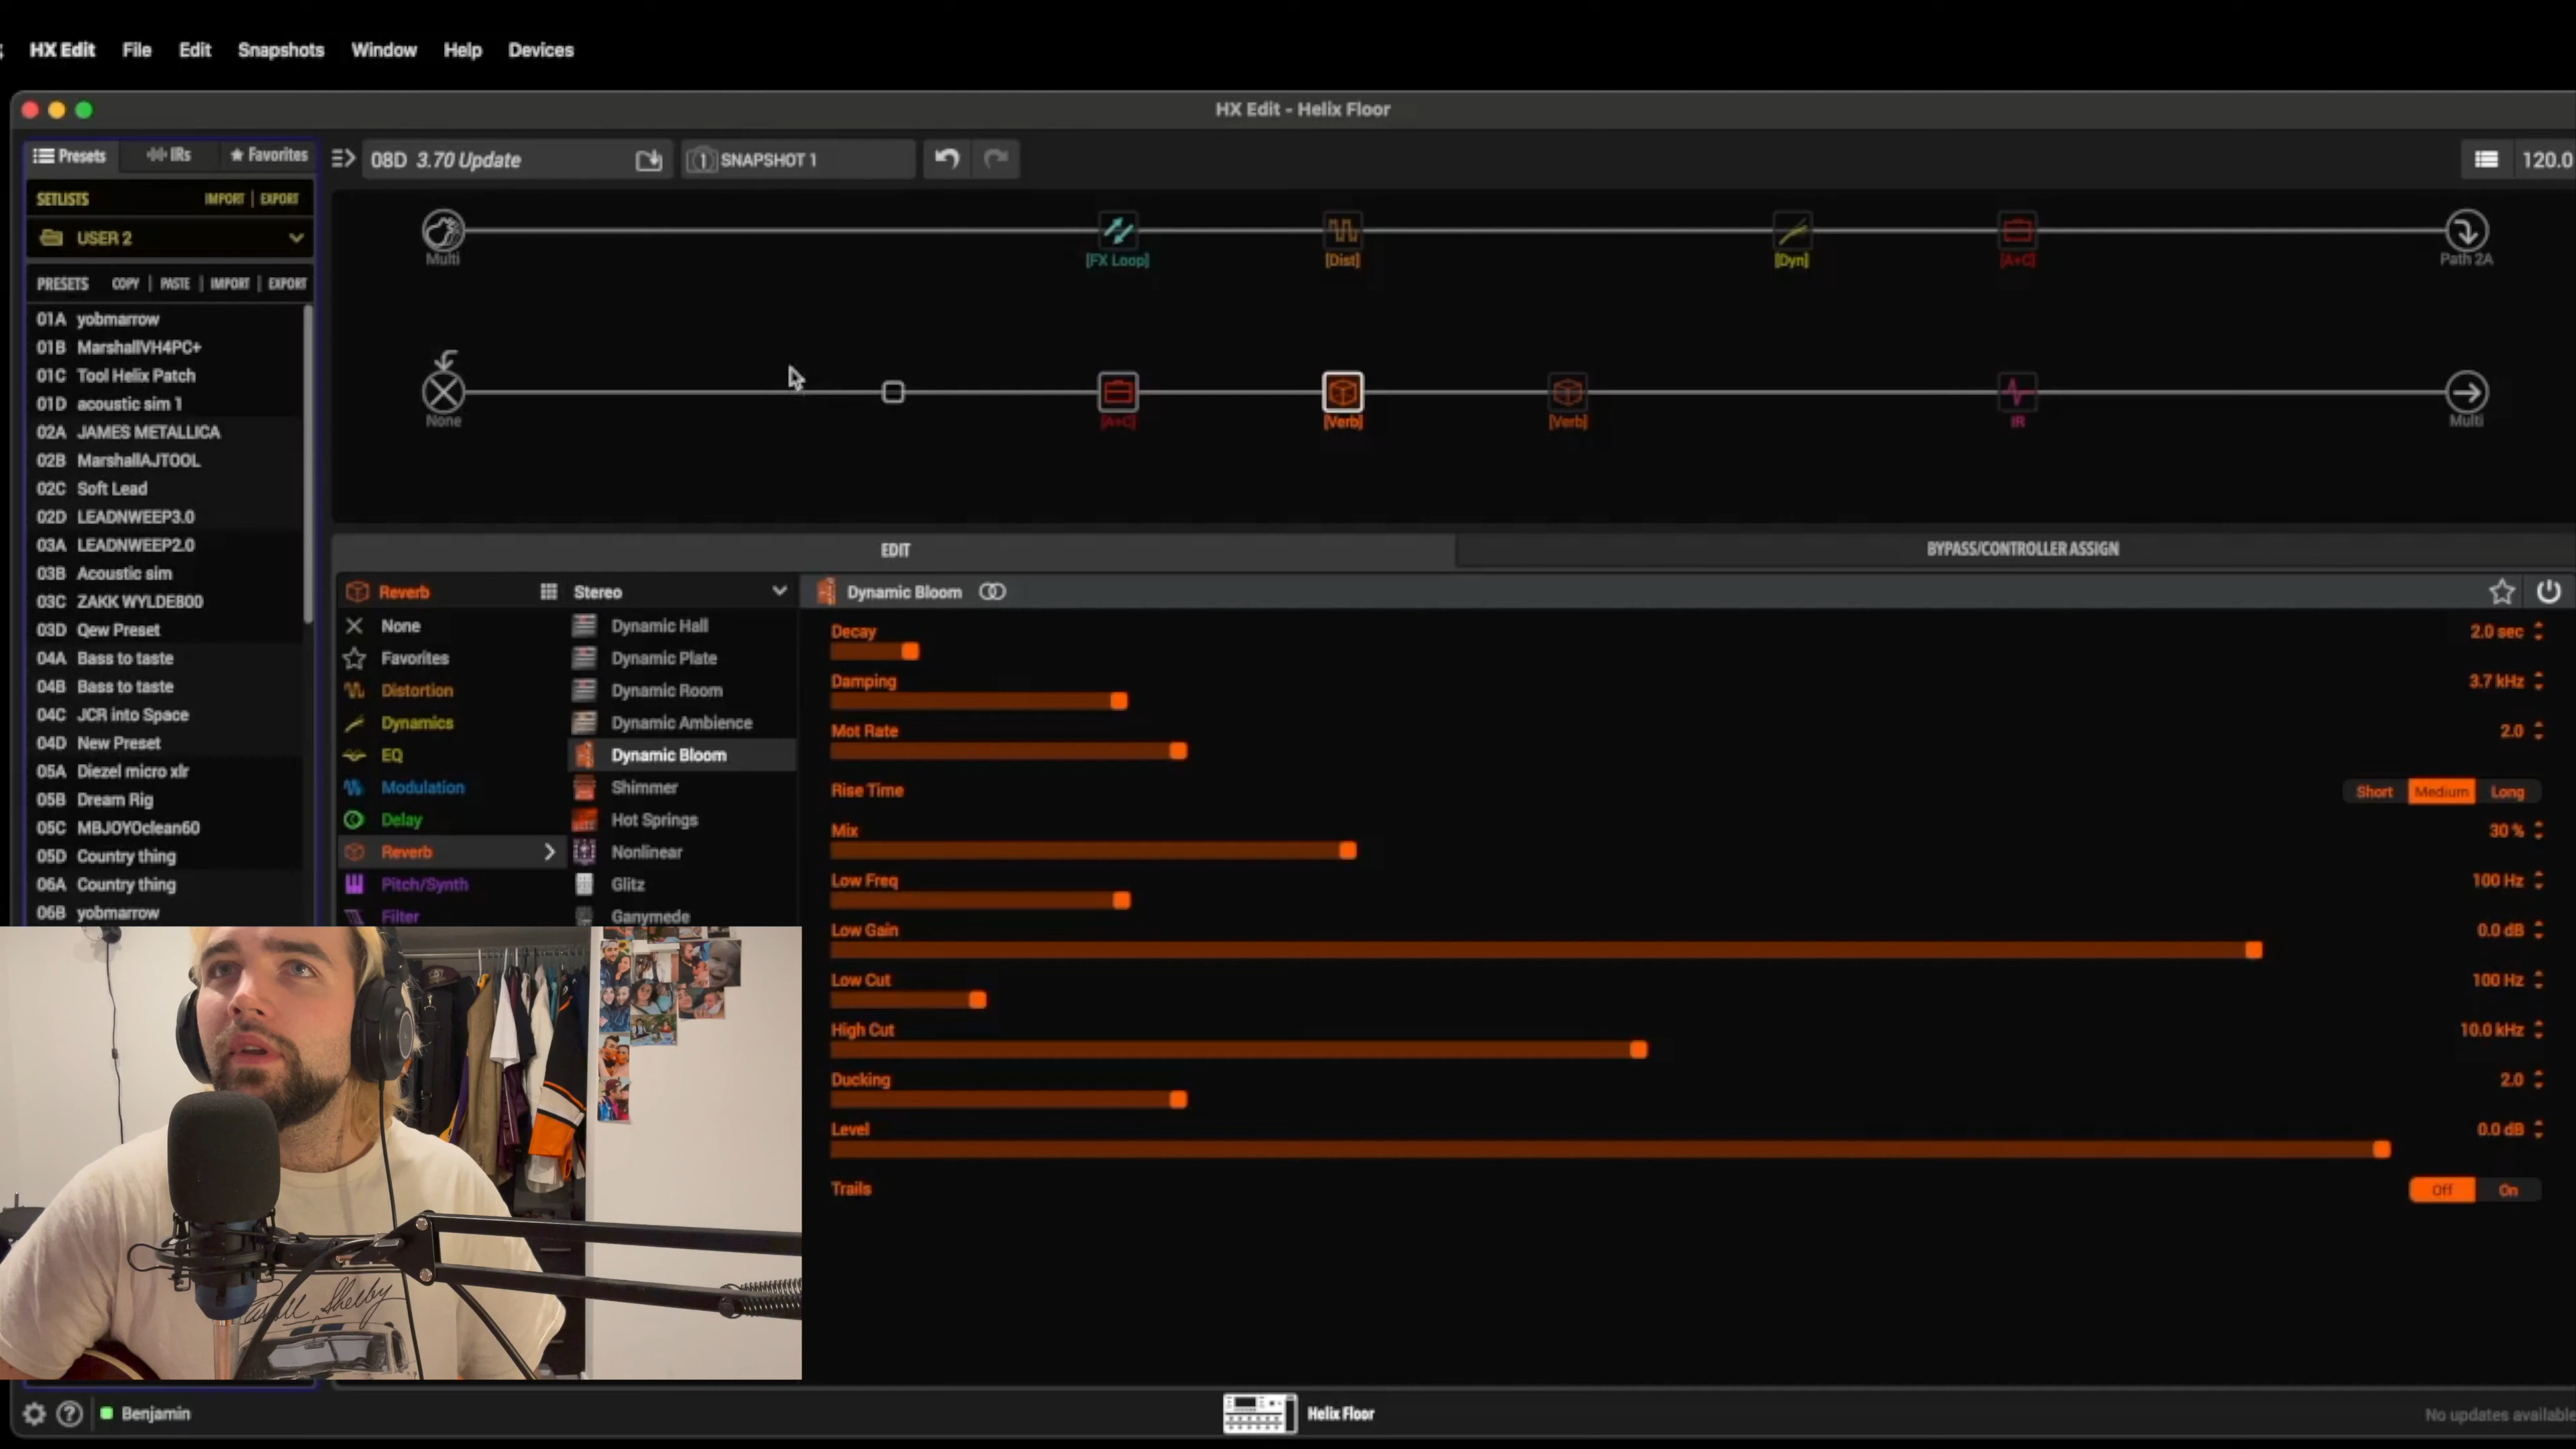 HX Edit File Edit Snapshots Window Help Devices
HX Edit - Helix Floor
Presets IRs Favorites
08D 3.70 Update
1 SNAPSHOT 1
120.0
SETLISTS IMPORT | EXPORT
USER 2
PRESETS COPY | PASTE | IMPORT | EXPORT
01A yobmarrow
01B MarshallVH4PC+
01C Tool Helix Patch
01D acoustic sim 1
02A JAMES METALLICA
02B MarshallAJTOOL
02C Soft Lead
02D LEADNWEEP3.0
03A LEADNWEEP2.0
03B Acoustic sim
03C ZAKK WYLDE800
03D Qew Preset
04A Bass to taste
04B Bass to taste
04C JCR into Space
04D New Preset
05A Diezel micro xlr
05B Dream Rig
05C MBJOYOclean60
05D Country thing
06A Country thing
06B yobmarrow
Multi
[FX Loop]
[Dist]
[Dyn]
[A+C]
Path 2A
None
[A+C]
[Verb]
[Verb]
IR
Multi
EDIT
BYPASS/CONTROLLER ASSIGN
Reverb
None
Favorites
Distortion
Dynamics
EQ
Modulation
Delay
Reverb
Pitch/Synth
Filter
Stereo
Dynamic Hall
Dynamic Plate
Dynamic Room
Dynamic Ambience
Dynamic Bloom
Shimmer
Hot Springs
Nonlinear
Glitz
Ganymede
Dynamic Bloom
Decay 2.0 sec
Damping 3.7 kHz
Mot Rate 2.0
Rise Time Short Medium Long
Mix 30 %
Low Freq 100 Hz
Low Gain 0.0 dB
Low Cut 100 Hz
High Cut 10.0 kHz
Ducking 2.0
Level 0.0 dB
Trails Off On
Shelby
Benjamin
Helix Floor
No updates available